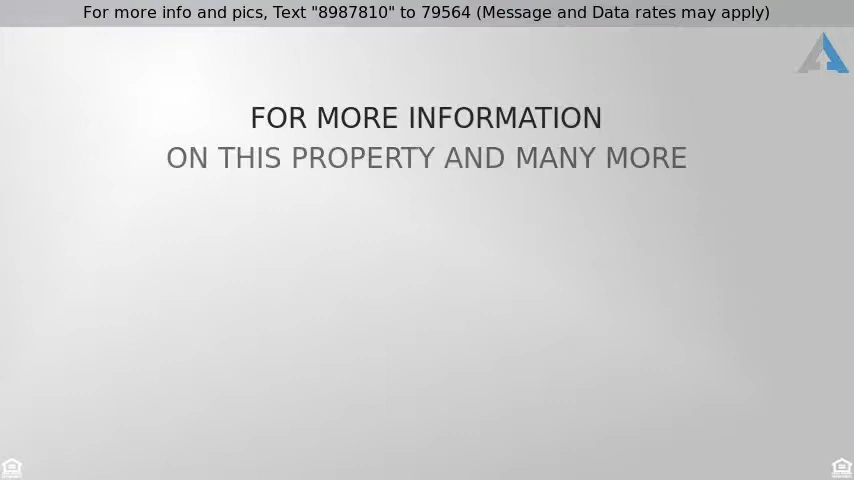 For more info and pics, Text "8987810" to 79564 (Message and Data rates may apply)
FOR MORE INFORMATION
ON THIS PROPERTY AND MANY MORE